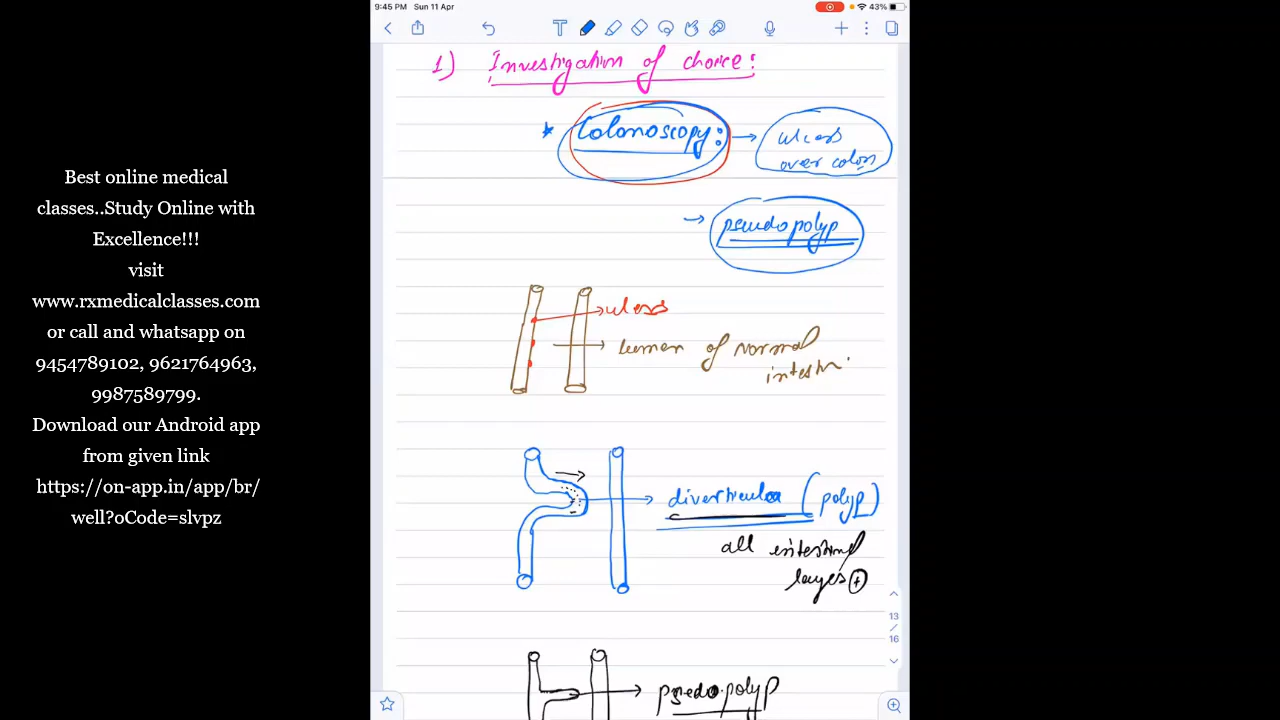 9:45 PM Sun 11 Apr
43%
1) Investigation of choice:
Best online medical
classes..Study Online with
Excellence!!!
visit
www.rxmedicalclasses.com
or call and whatsapp on
9454789102, 9621764963,
9987589799.
Download our Android app
from given link
https://on-app.in/app/br/
well?oCode=slvpz
* Colonoscopy: → ulcers
over colon
→ pseudopolyp
ulcers
lumen of normal
intestin
diverticula (polyp)
all intestinal
layes +
psedopolyp
13
/
16